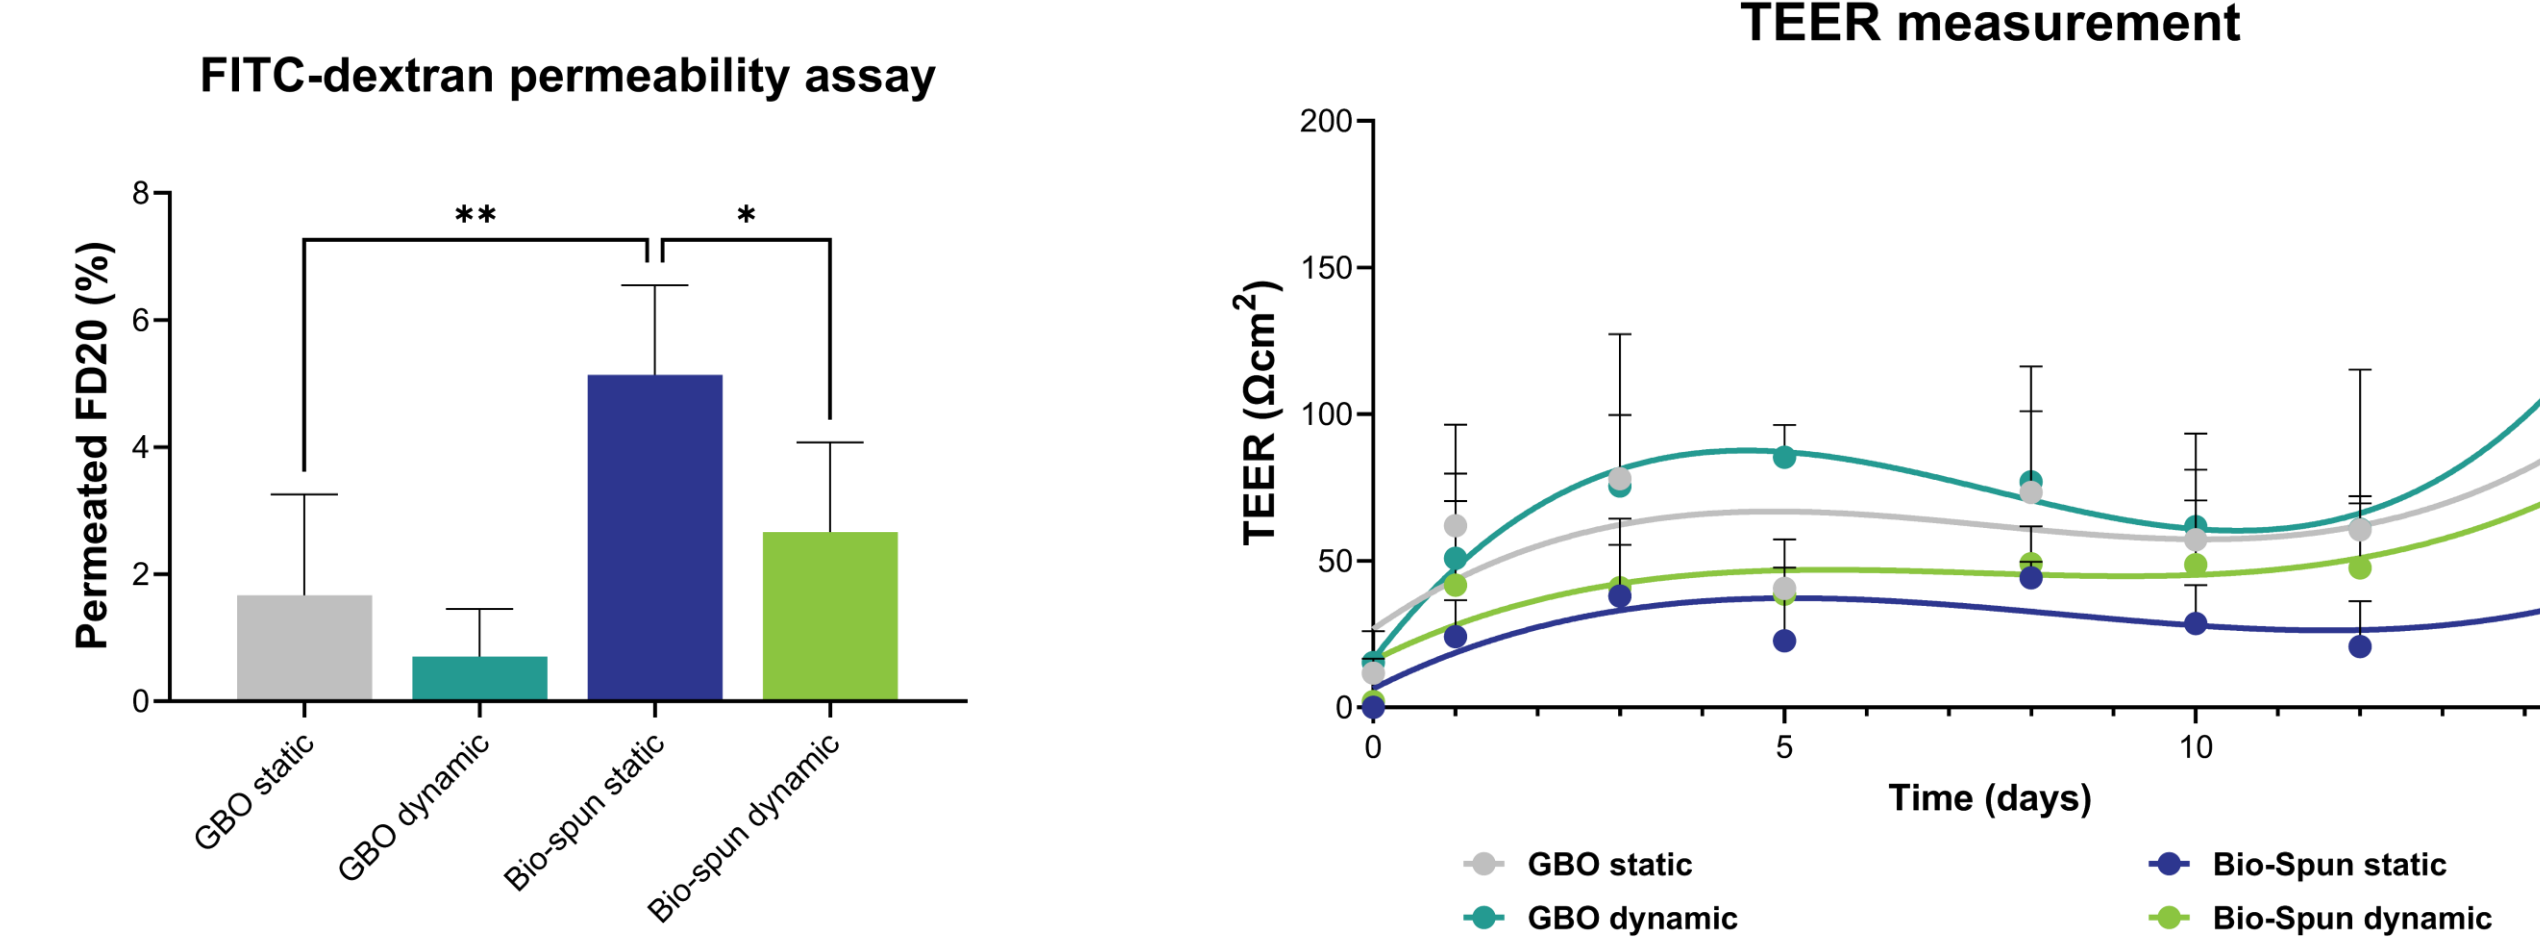 FITC-dextran permeability assay
8
6
4
2
0
Permeated FD20 (%)
**
*
GBO static
GBO dynamic
Bio-spun static
Bio-spun dynamic
TEER measurement
200
150
100
50
0
TEER (Ωcm²)
0 5 10
Time (days)
GBO static
Bio-Spun static
GBO dynamic
Bio-Spun dynamic